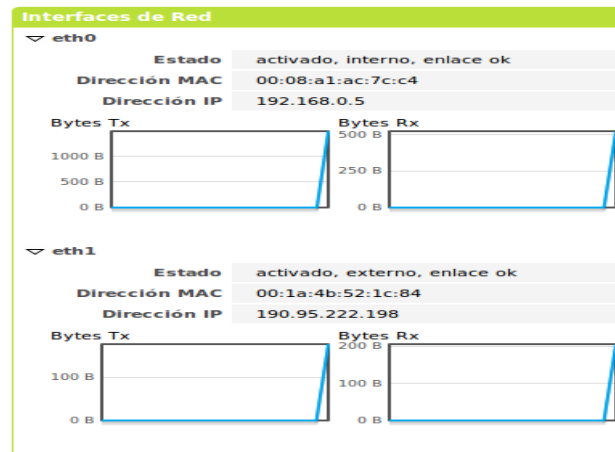 Interfaces de Red
eth0
Estado activado, interno, enlace ok
Dirección MAC 00:08:a1:ac:7c:c4
Dirección IP 192.168.0.5
Bytes Tx Bytes Rx
1000 B
500 B
0 B
500 B
250 B
0 B
eth1
Estado activado, externo, enlace ok
Dirección MAC 00:1a:4b:52:1c:84
Dirección IP 190.95.222.198
Bytes Tx Bytes Rx
100 B
0 B
200 B
100 B
0 B